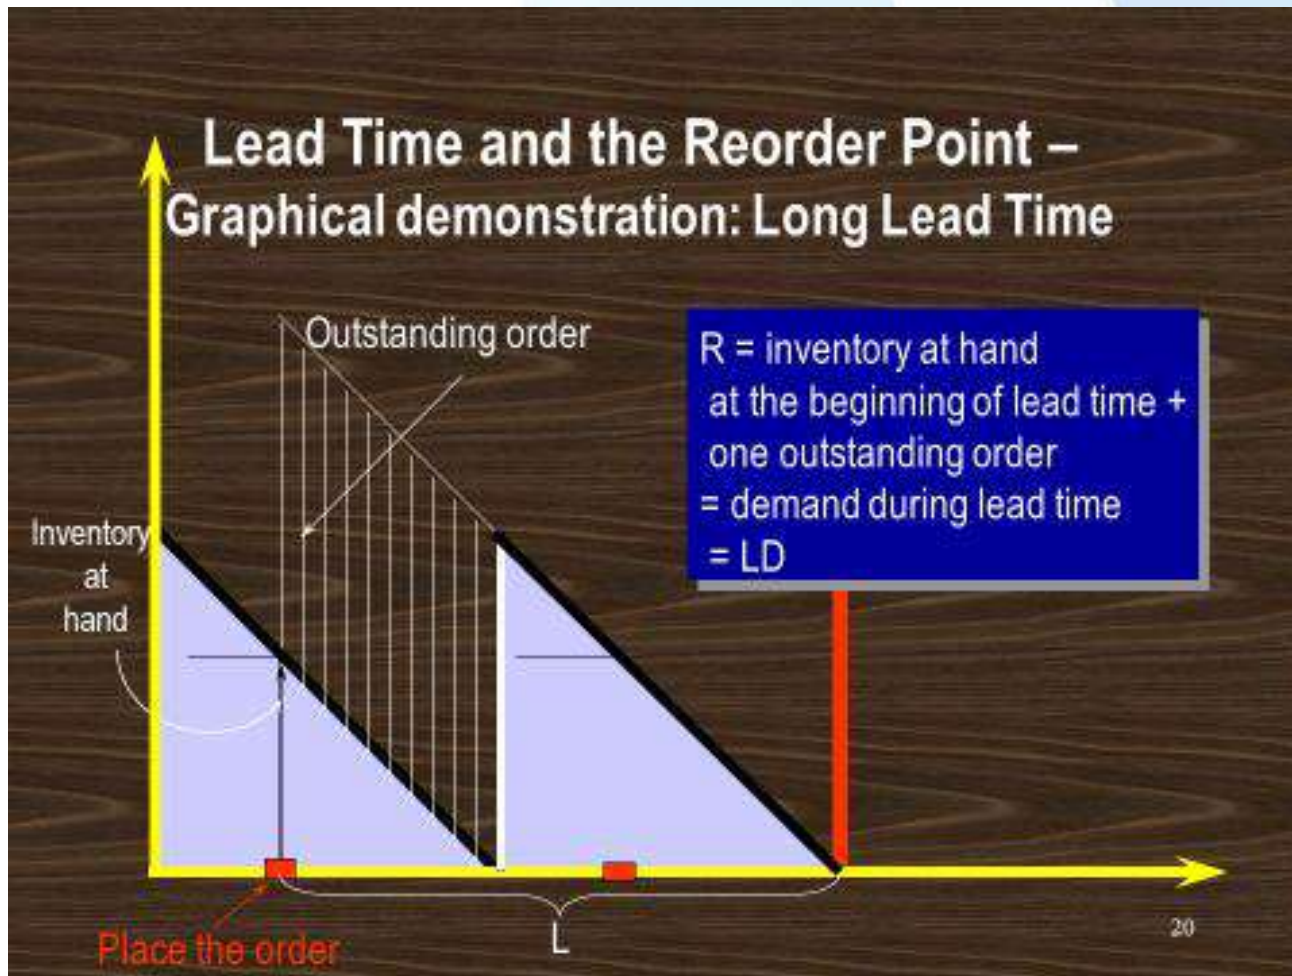 Lead Time and the Reorder Point –
Graphical demonstration: Long Lead Time
Outstanding order
R = inventory at hand
at the beginning of lead time +
one outstanding order
= demand during lead time
= LD
Inventory
at
hand
L
Place the order
20